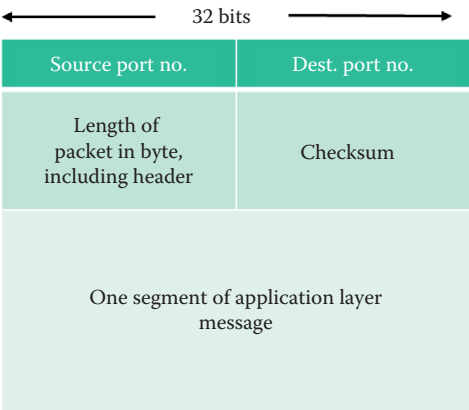 32 bits
Source port no.
Dest. port no.
Length of
packet in byte,
including header
Checksum
One segment of application layer
message